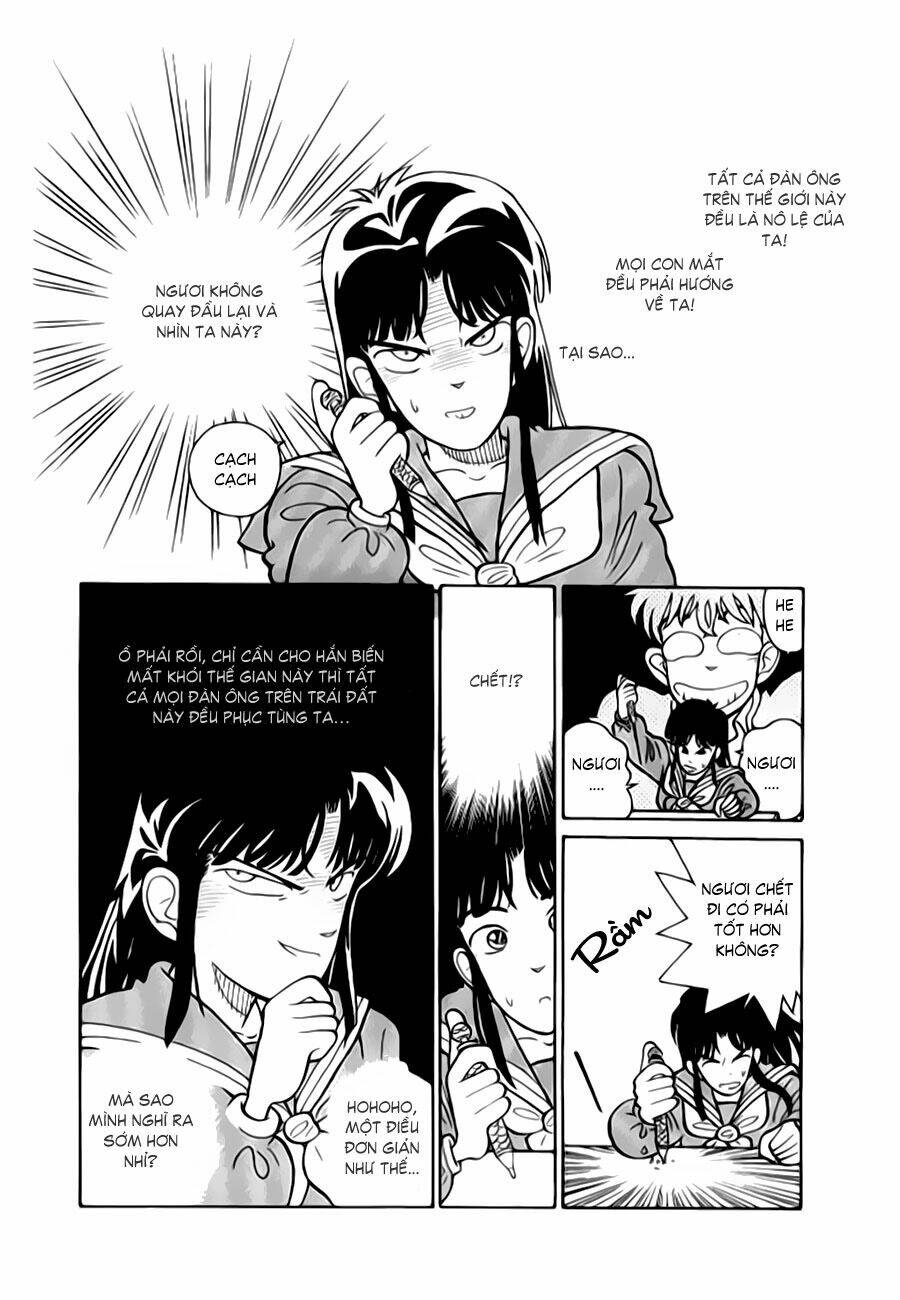 TẤT CẢ ĐÀN ÔNG
TRÊN THẾ GIỚI NÀY
ĐỀU LÀ NÔ LỆ CỦA
TA!
MỌI CON MẮT
ĐỀU PHẢI HƯỚNG
VỀ TA!
TẠI SAO...
NGƯƠI KHÔNG
QUAY ĐẦU LẠI VÀ
NHÌN TA NÀY?
CẠCH
CẠCH
HE
HE
NGƯƠI
....
NGƯƠI
....
NGƯƠI CHẾT
ĐI CÓ PHẢI
TỐT HƠN
KHÔNG?
RẦM
CHẾT!?
Ồ PHẢI RỒI, CHỈ CẦN CHO HẮN BIẾN
MẤT KHỎI THẾ GIAN NÀY THÌ TẤT
CẢ MỌI ĐÀN ÔNG TRÊN TRÁI ĐẤT
NÀY ĐỀU PHỤC TÙNG TA...
HOHOHO,
MỘT ĐIỀU
ĐƠN GIẢN
NHƯ THẾ...
MÀ SAO
MÌNH NGHĨ RA
SỚM HƠN
NHỈ?